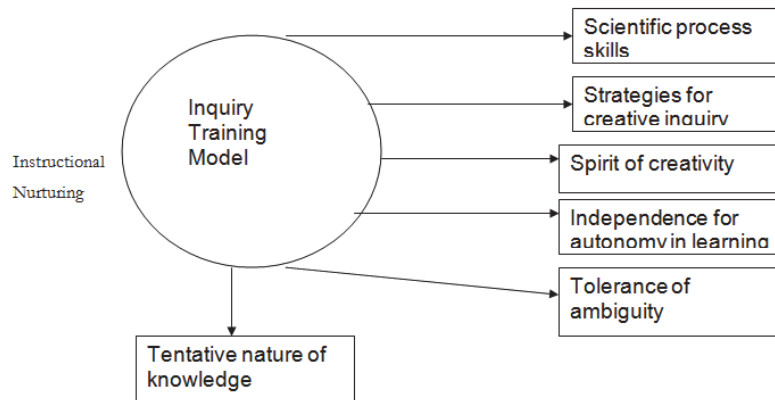 Scientific process
skills
Inquiry
Training
Model
Strategies for
creative inquiry
Instructional
Nurturing
Spirit of creativity
Independence for
autonomy in learning
Tolerance of
ambiguity
Tentative nature of
knowledge